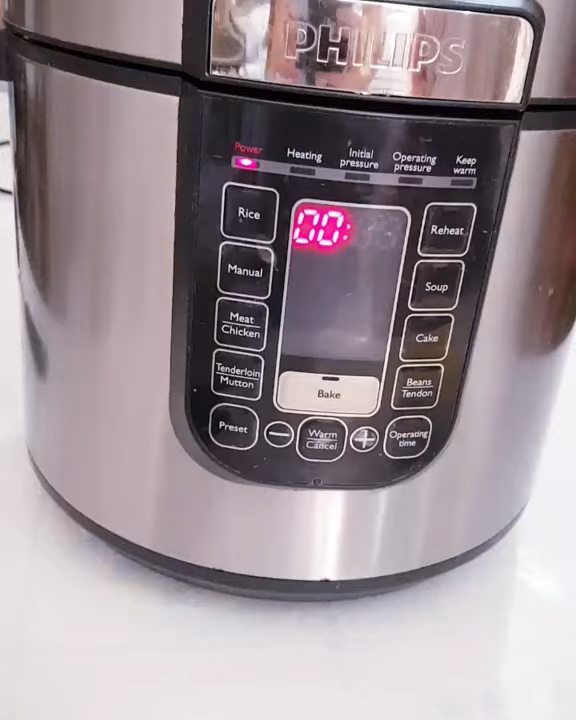 PHILIPS
Power Heating Initial pressure Operating pressure Keep warm
00:
Rice
Reheat
Manual
Soup
Meat
Chicken
Cake
Tenderloin
Mutton
Beans
Tendon
Bake
Preset
−
Warm
Cancel
+
Operating time